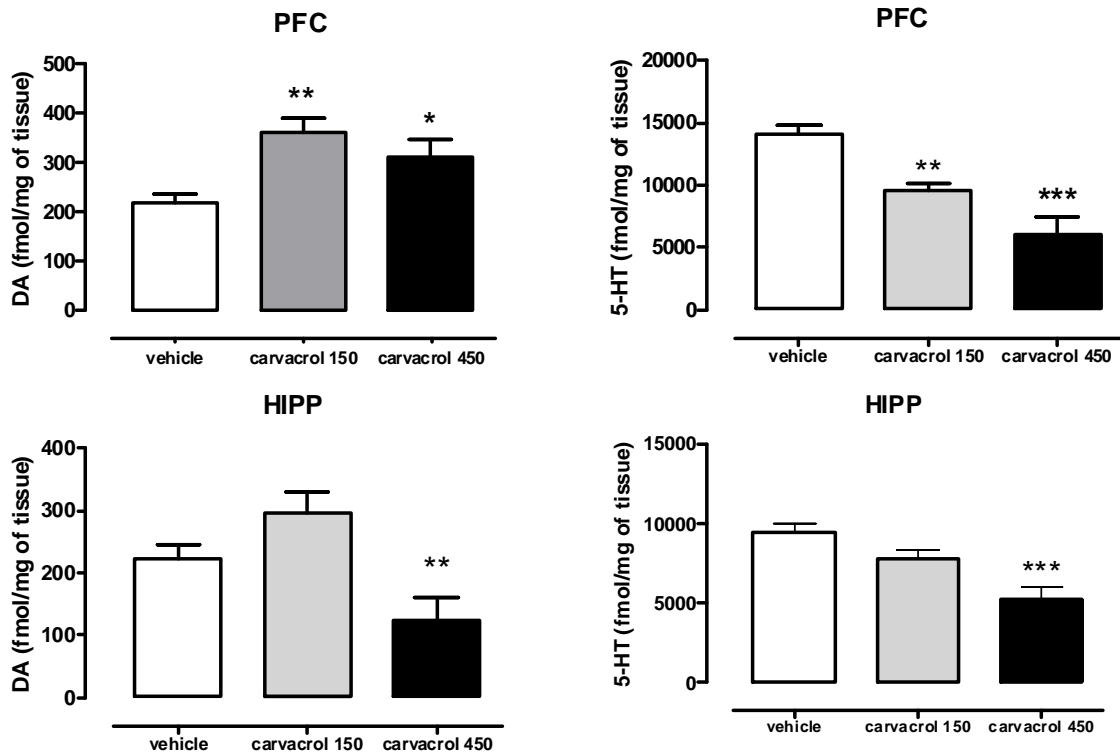 PFC
DA (fmol/mg of tissue)
500
400
300
200
100
0
**
*
vehicle carvacrol 150 carvacrol 450
PFC
5-HT (fmol/mg of tissue)
20000
15000
10000
5000
0
**
***
vehicle carvacrol 150 carvacrol 450
HIPP
DA (fmol/mg of tissue)
400
300
200
100
0
**
vehicle carvacrol 150 carvacrol 450
HIPP
5-HT (fmol/mg of tissue)
15000
10000
5000
0
***
vehicle carvacrol 150 carvacrol 450